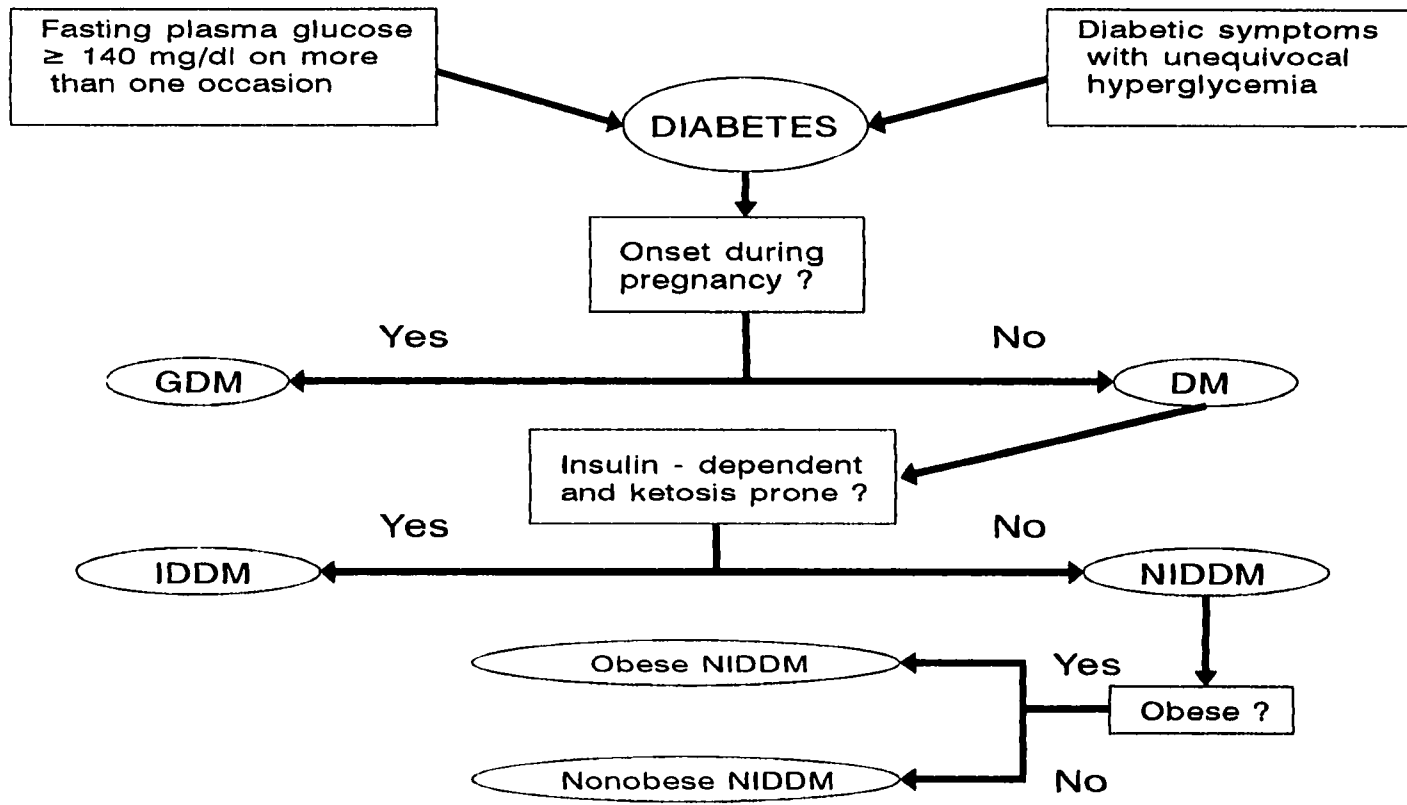 Fasting plasma glucose
≥ 140 mg/dl on more
than one occasion
Diabetic symptoms
with unequivocal
hyperglycemia
DIABETES
Onset during
pregnancy ?
Yes
No
GDM
DM
Insulin - dependent
and ketosis prone ?
Yes
No
IDDM
NIDDM
Obese NIDDM
Yes
Obese ?
Nonobese NIDDM
No